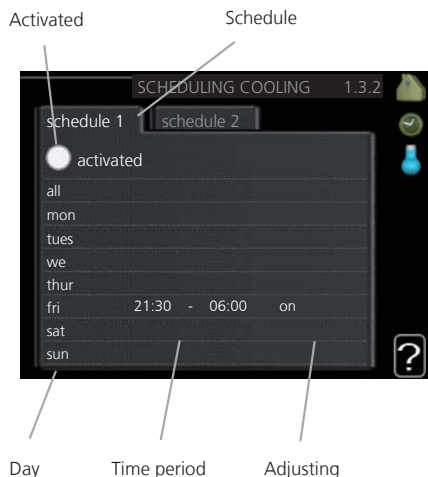 Activated Schedule
SCHEDULING COOLING 1.3.2
schedule 1 schedule 2
activated
all
mon
tues
we
thur
fri 21:30 - 06:00 on
sat
sun
?
Day Time period Adjusting